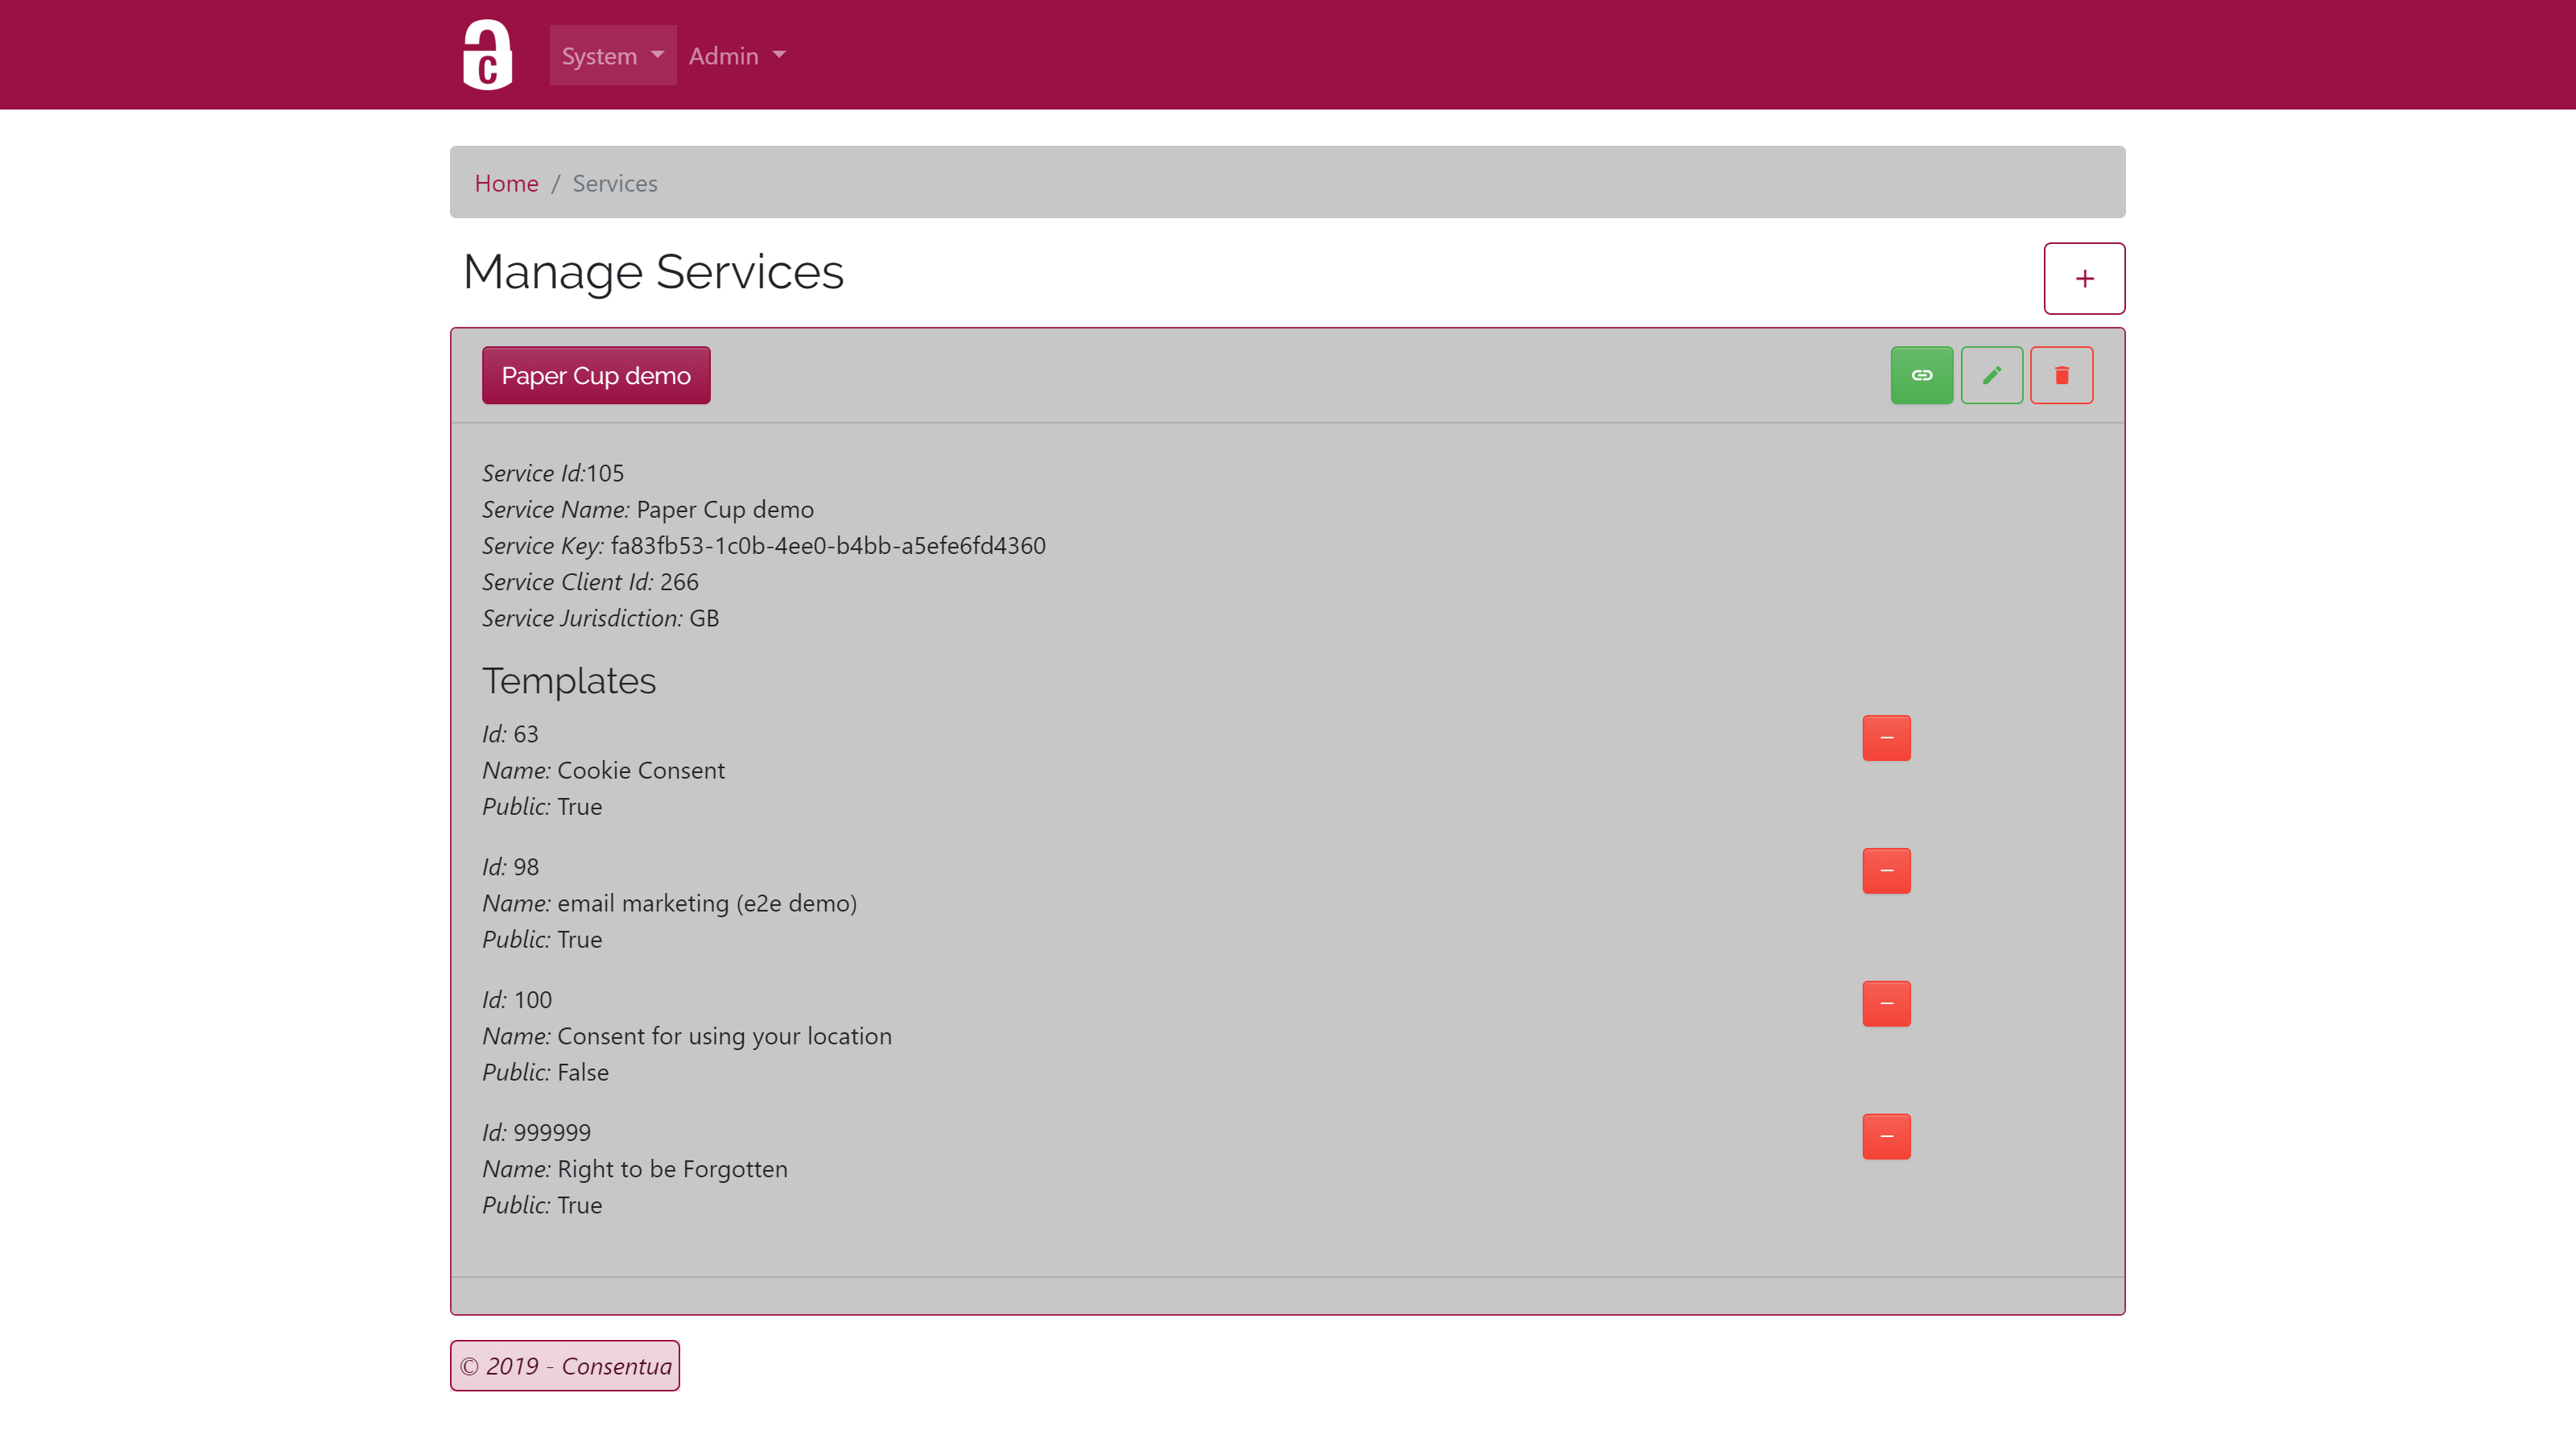 C
System
Admin
Home / Services
Manage Services
+
Paper Cup demo
Service Id:105
Service Name: Paper Cup demo
Service Key: fa83fb53-1c0b-4ee0-b4bb-a5efe6fd4360
Service Client Id: 266
Service Jurisdiction: GB
Templates
Id: 63
Name: Cookie Consent
Public: True
Id: 98
Name: email marketing (e2e demo)
Public: True
Id: 100
Name: Consent for using your location
Public: False
Id: 999999
Name: Right to be Forgotten
Public: True
© 2019 - Consentua